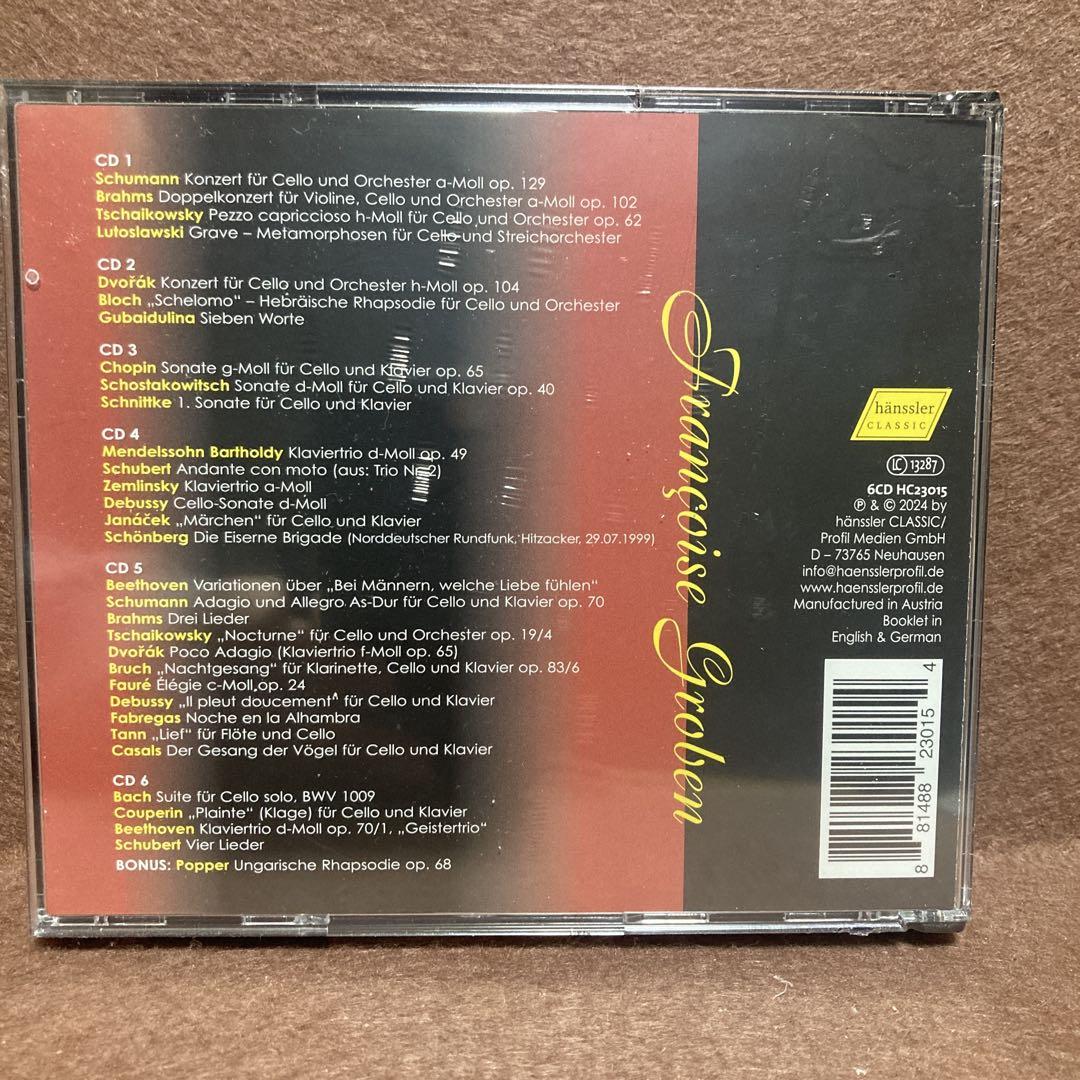 CD 1
Schumann Konzert für Cello und Orchester a-Moll op. 129
Brahms Doppelkonzert für Violine, Cello und Orchester a-Moll op. 102
Tschaikowsky Pezzo capriccioso h-Moll für Cello und Orchester op. 62
Lutoslawski Grave – Metamorphosen für Cello und Streichorchester
CD 2
Dvořák Konzert für Cello und Orchester h-Moll op. 104
Bloch „Schelomo“ – Hebräische Rhapsodie für Cello und Orchester
Gubaidulina Sieben Worte
CD 3
Chopin Sonate g-Moll für Cello und Klavier op. 65
Schostakowitsch Sonate d-Moll für Cello und Klavier op. 40
Schnittke 1. Sonate für Cello und Klavier
CD 4
Mendelssohn Bartholdy Klaviertrio d-Moll op. 49
Schubert Andante con moto (aus: Trio Nr. 2)
Zemlinsky Klaviertrio a-Moll
Debussy Cello-Sonate d-Moll
Janáček „Märchen“ für Cello und Klavier
Schönberg Die Eiserne Brigade (Norddeutscher Rundfunk, Hitzacker, 29.07.1999)
CD 5
Beethoven Variationen über „Bei Männern, welche Liebe fühlen“
Schumann Adagio und Allegro As-Dur für Cello und Klavier op. 70
Brahms Drei Lieder
Tschaikowsky „Nocturne“ für Cello und Orchester op. 19/4
Dvořák Poco Adagio (Klaviertrio f-Moll op. 65)
Bruch „Nachtgesang“ für Klarinette, Cello und Klavier op. 83/6
Fauré Élégie c-Moll op. 24
Debussy „Il pleut doucement“ für Cello und Klavier
Fabregas Noche en la Alhambra
Tann „Lief“ für Flöte und Cello
Casals Der Gesang der Vögel für Cello und Klavier
CD 6
Bach Suite für Cello solo, BWV 1009
Couperin „Plainte“ (Klage) für Cello und Klavier
Beethoven Klaviertrio d-Moll op. 70/1, „Geistertrio“
Schubert Vier Lieder
BONUS: Popper Ungarische Rhapsodie op. 68
Françoise Groben
hänssler
CLASSIC
LC 13287
6CD HC23015
Ⓟ & © 2024 by
hänssler CLASSIC/
Profil Medien GmbH
D – 73765 Neuhausen
info@haensslerprofil.de
www.haensslerprofil.de
Manufactured in Austria
Booklet in
English & German
8 81488 23015 4